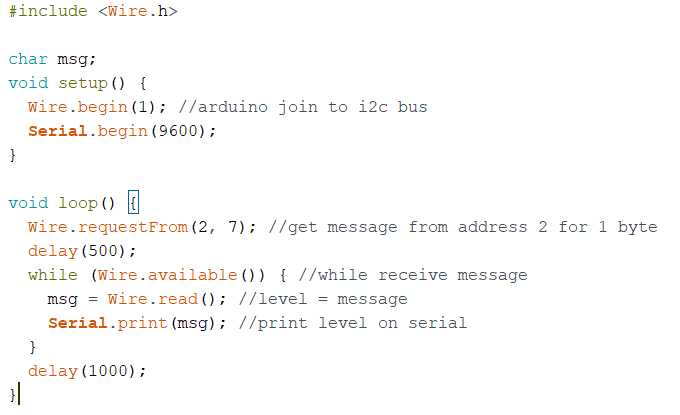 #include <Wire.h>

char msg;
void setup() {
  Wire.begin(1); //arduino join to i2c bus
  Serial.begin(9600);
}

void loop() {
  Wire.requestFrom(2, 7); //get message from address 2 for 1 byte
  delay(500);
  while (Wire.available()) { //while receive message
    msg = Wire.read(); //level = message
    Serial.print(msg); //print level on serial
  }
  delay(1000);
}